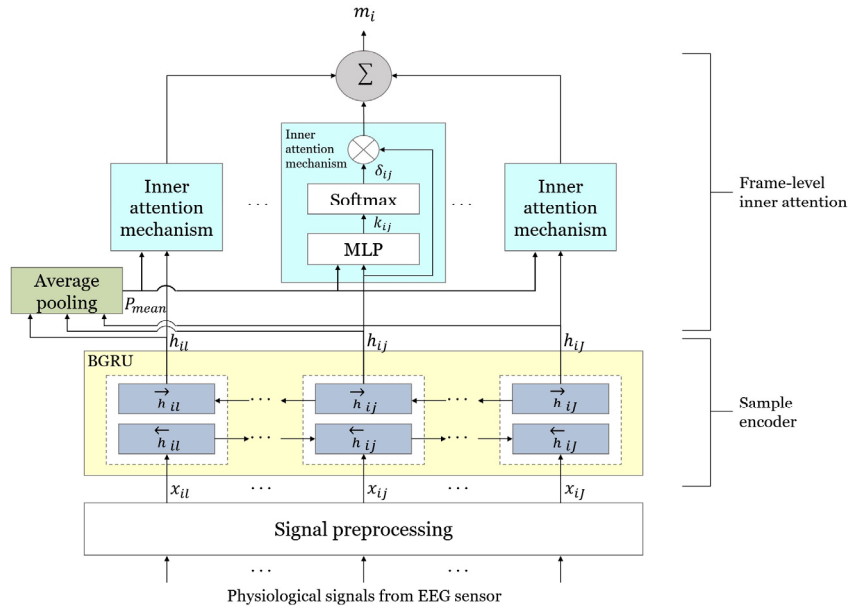 m_i
Σ
Inner
attention
mechanism
δ_ij
Softmax
k_ij
MLP
Inner
attention
mechanism
. . .
. . .
Inner
attention
mechanism
Frame-level
inner attention
Average
pooling
P_mean
h_il
h_ij
h_iJ
BGRU
→h_il
. . .
→h_ij
. . .
→h_iJ
←h_il
. . .
←h_ij
. . .
←h_iJ
Sample
encoder
x_il
. . .
x_ij
. . .
x_iJ
Signal preprocessing
. . .
. . .
Physiological signals from EEG sensor